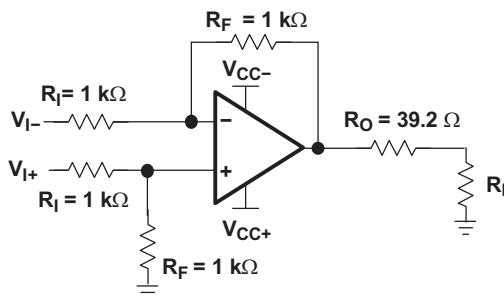 R_F = 1 kΩ
V_CC−
R_I = 1 kΩ
V_I−
−
R_O = 39.2 Ω
V_I+
+
R_I = 1 kΩ
V_CC+
R_F = 1 kΩ